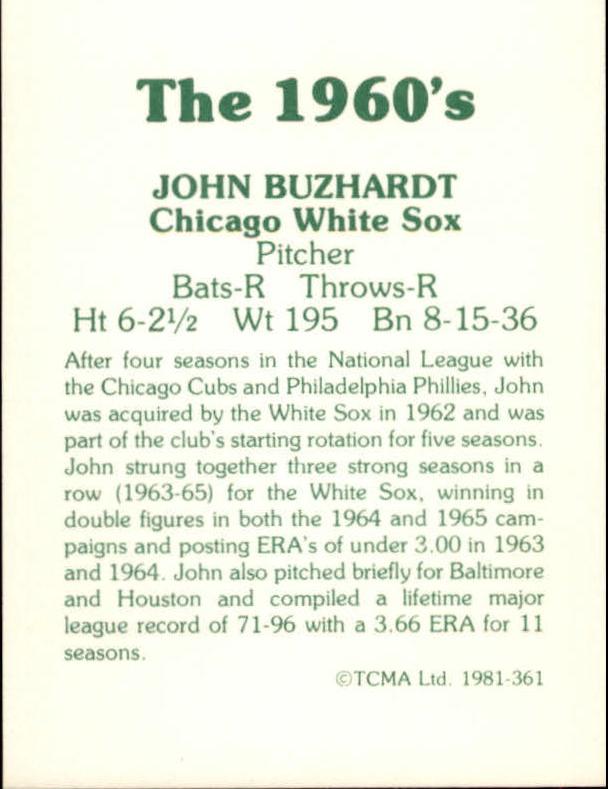 The 1960's
JOHN BUZHARDT
Chicago White Sox
Pitcher
Bats-R Throws-R
Ht 6-2½ Wt 195 Bn 8-15-36
After four seasons in the National League with
the Chicago Cubs and Philadelphia Phillies, John
was acquired by the White Sox in 1962 and was
part of the club's starting rotation for five seasons.
John strung together three strong seasons in a
row (1963-65) for the White Sox, winning in
double figures in both the 1964 and 1965 cam-
paigns and posting ERA's of under 3.00 in 1963
and 1964. John also pitched briefly for Baltimore
and Houston and compiled a lifetime major
league record of 71-96 with a 3.66 ERA for 11
seasons.
©TCMA Ltd. 1981-361